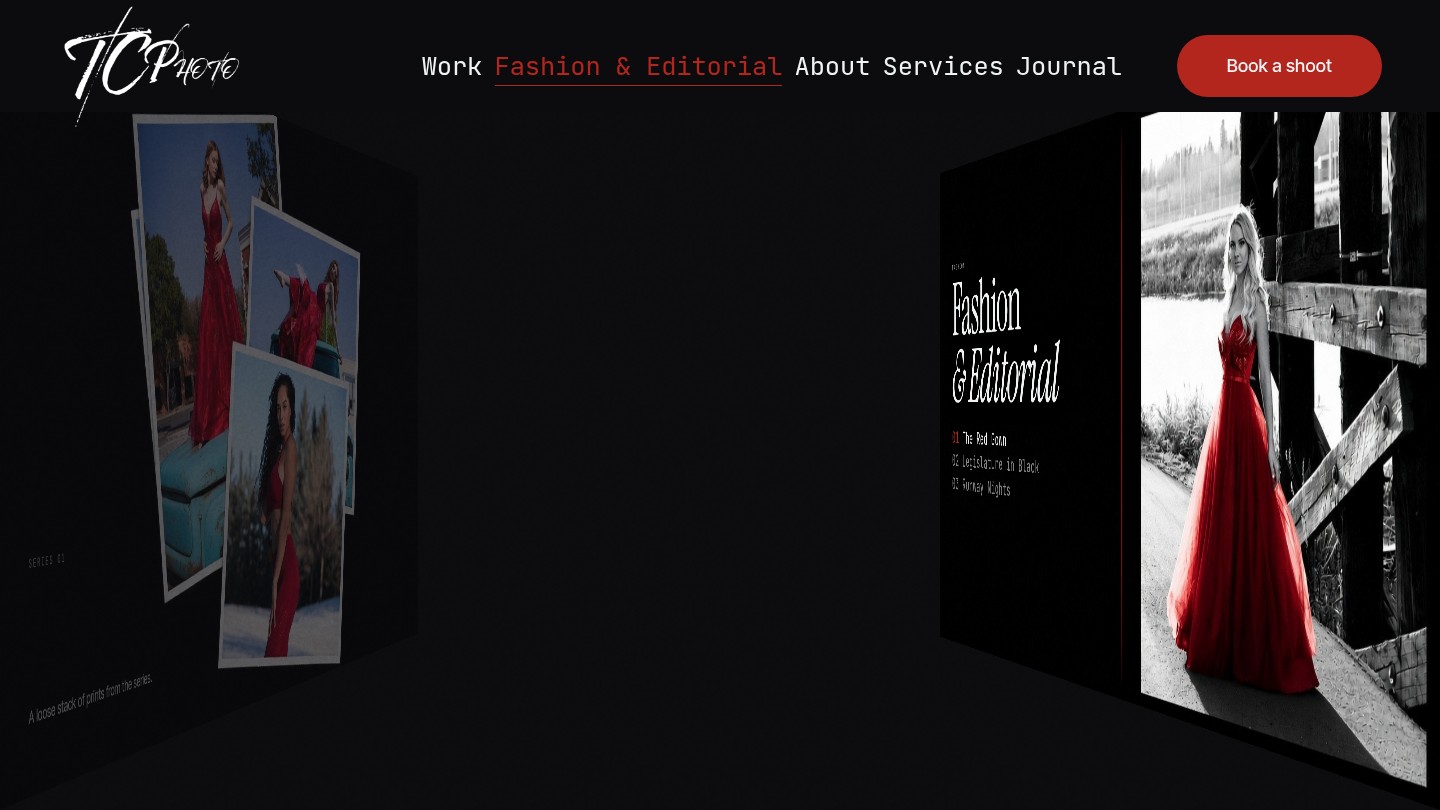 TCPHOTO
Work Fashion & Editorial About Services Journal
Book a shoot
SERIES 01
A loose stack of prints from the series.
Fashion
& Editorial
01 The Red Gown
02 Legislature in Black
03 Runway Nights